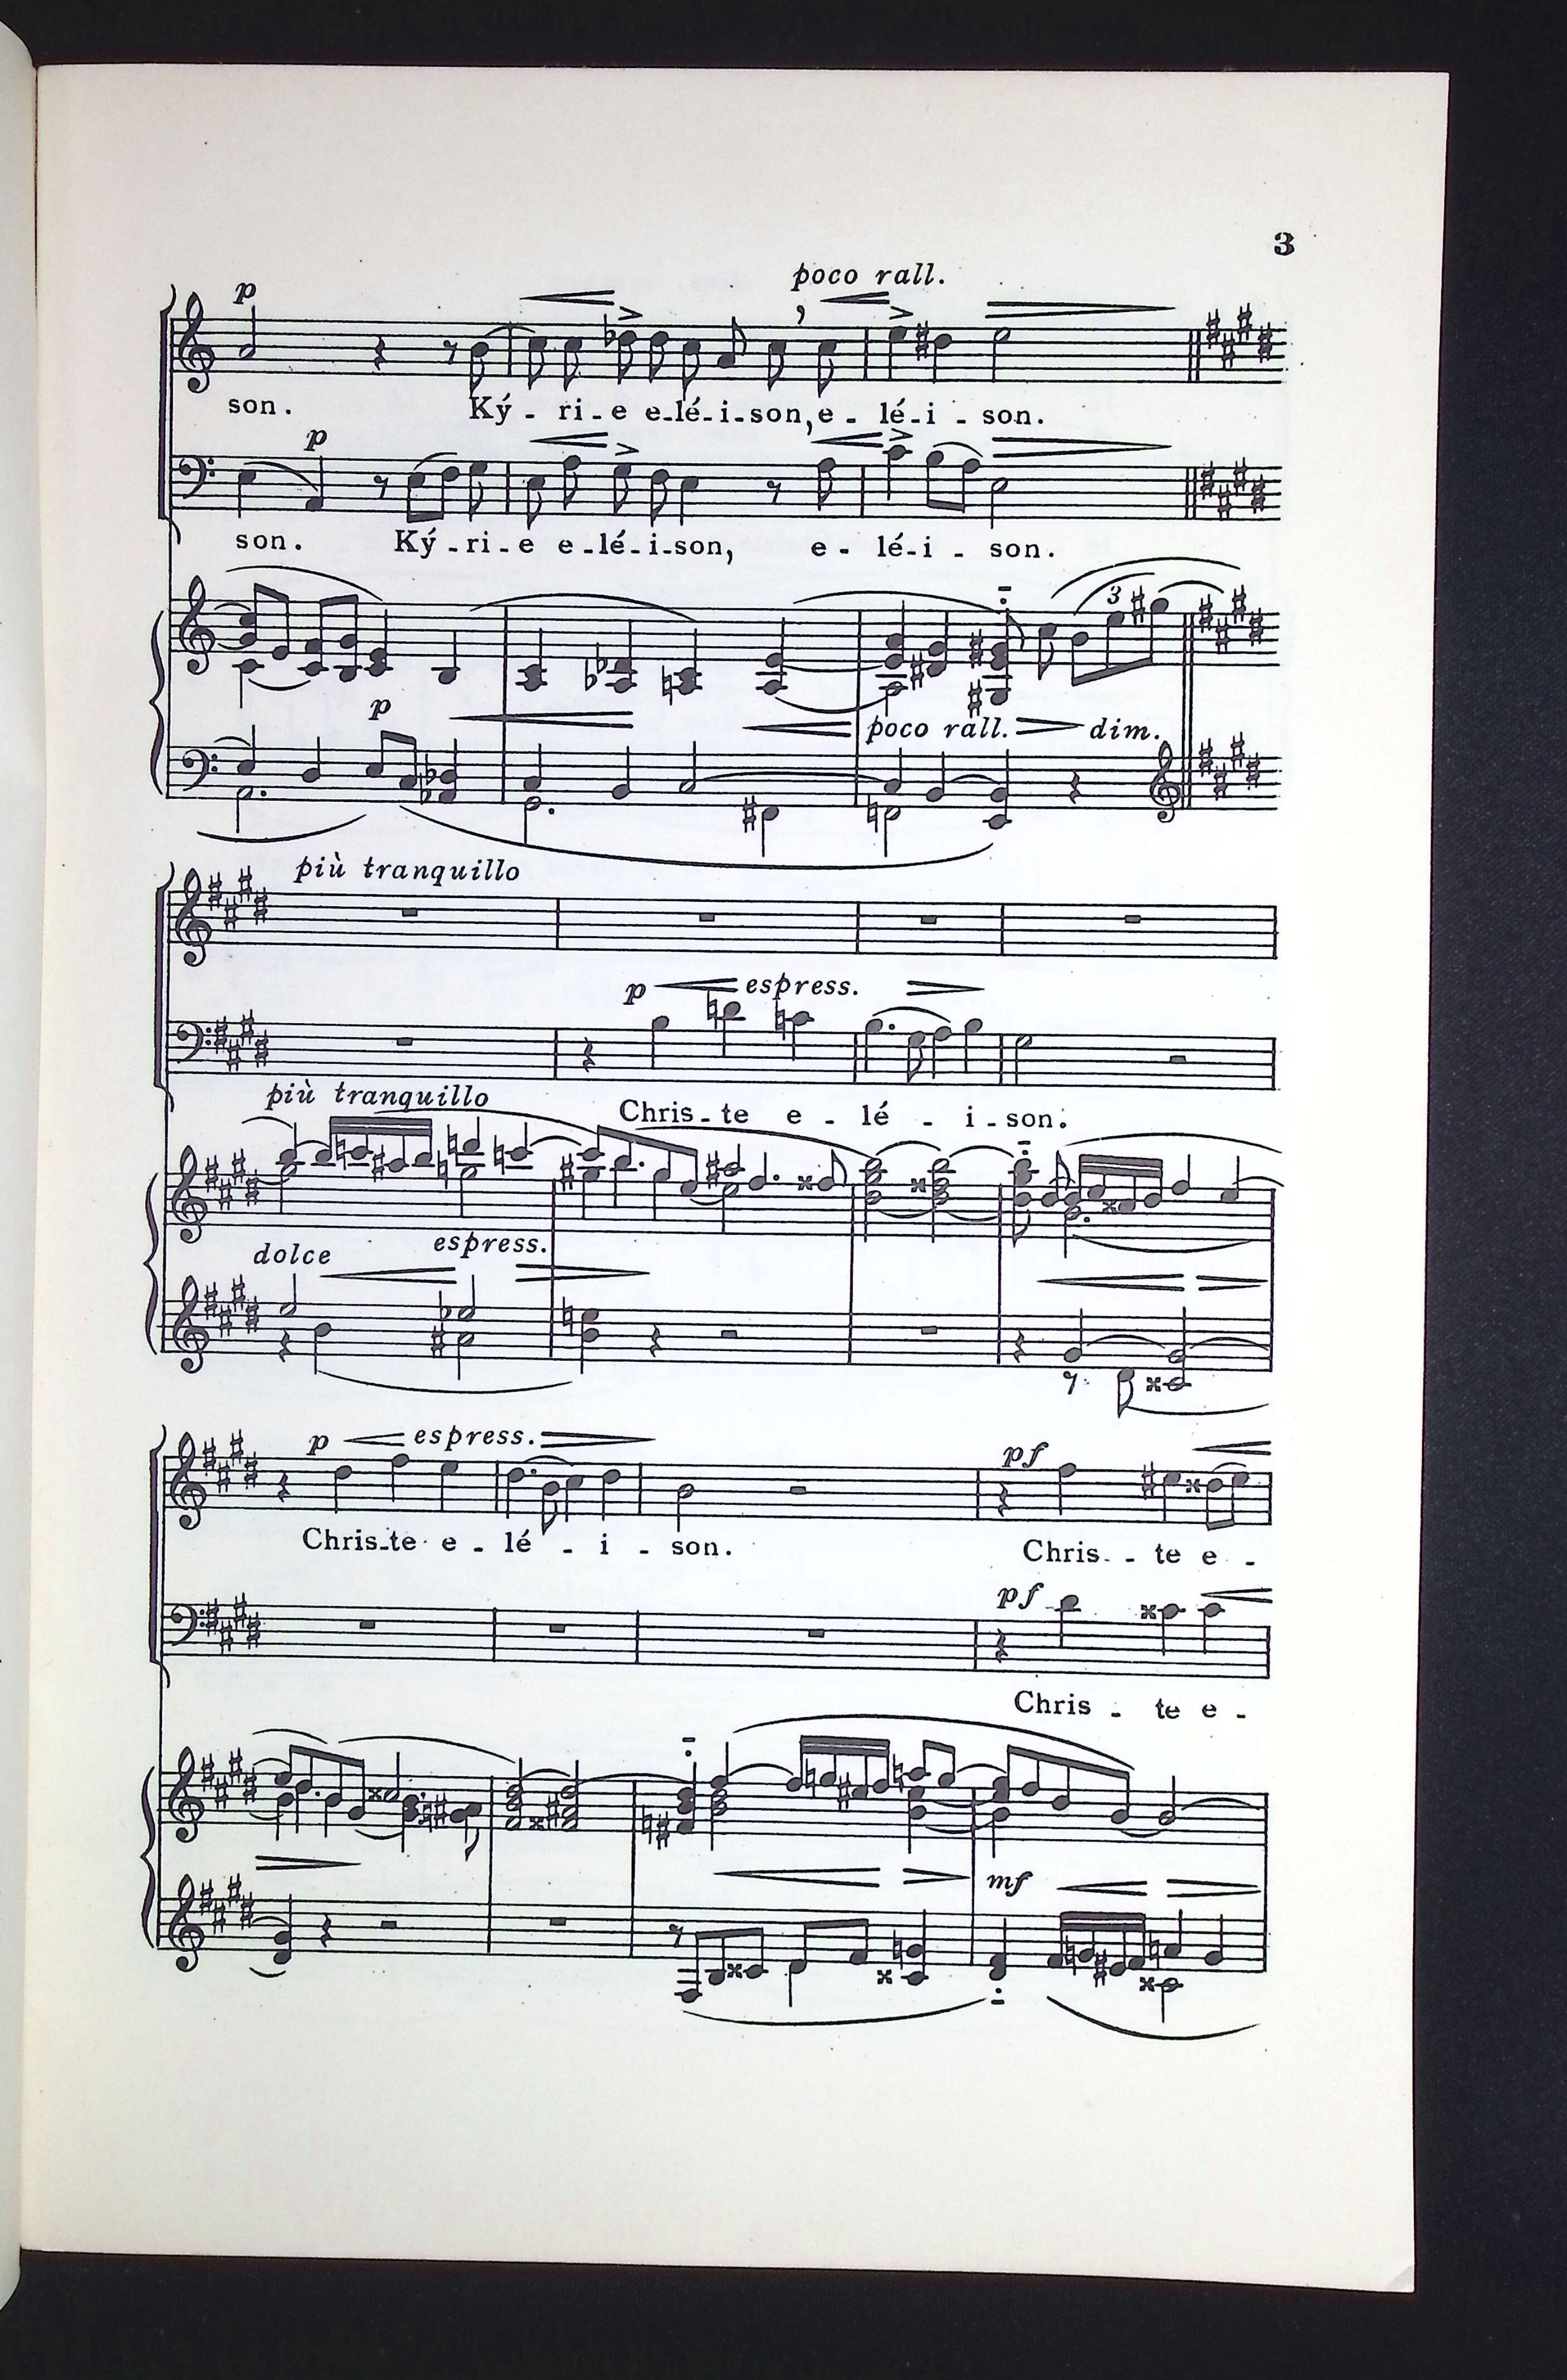 3
poco rall.
p
son. Ký - ri - e e-lé-i-son, e - lé-i - son.
p
son. Ký - ri - e e - lé - i-son, e - lé-i - son.
3
p
poco rall. dim.
più tranquillo
p espress.
più tranquillo
Chris - te e - lé - i - son.
dolce espress.
p espress. pf
Chris-te e - lé - i - son. Chris - te e -
pf
Chris - te e -
mf